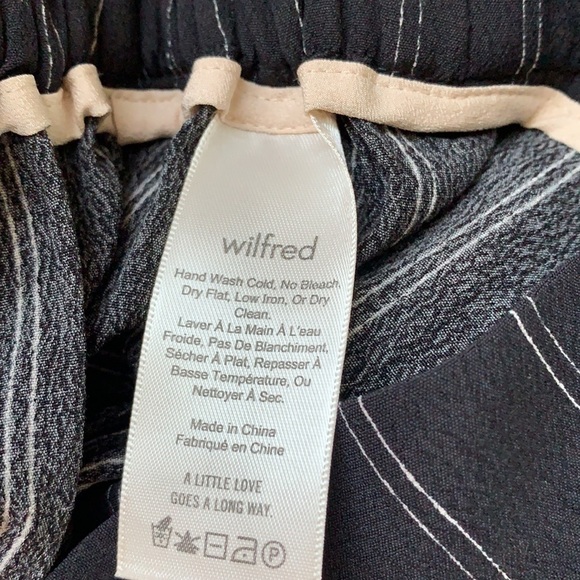 wilfred
Hand Wash Cold, No Bleach,
Dry Flat, Low Iron, Or Dry
Clean.
Laver À La Main À L'eau
Froide, Pas De Blanchiment,
Sécher À Plat, Repasser À
Basse Température, Ou
Nettoyer À Sec.
Made in China
Fabriqué en Chine
A LITTLE LOVE
GOES A LONG WAY.
P